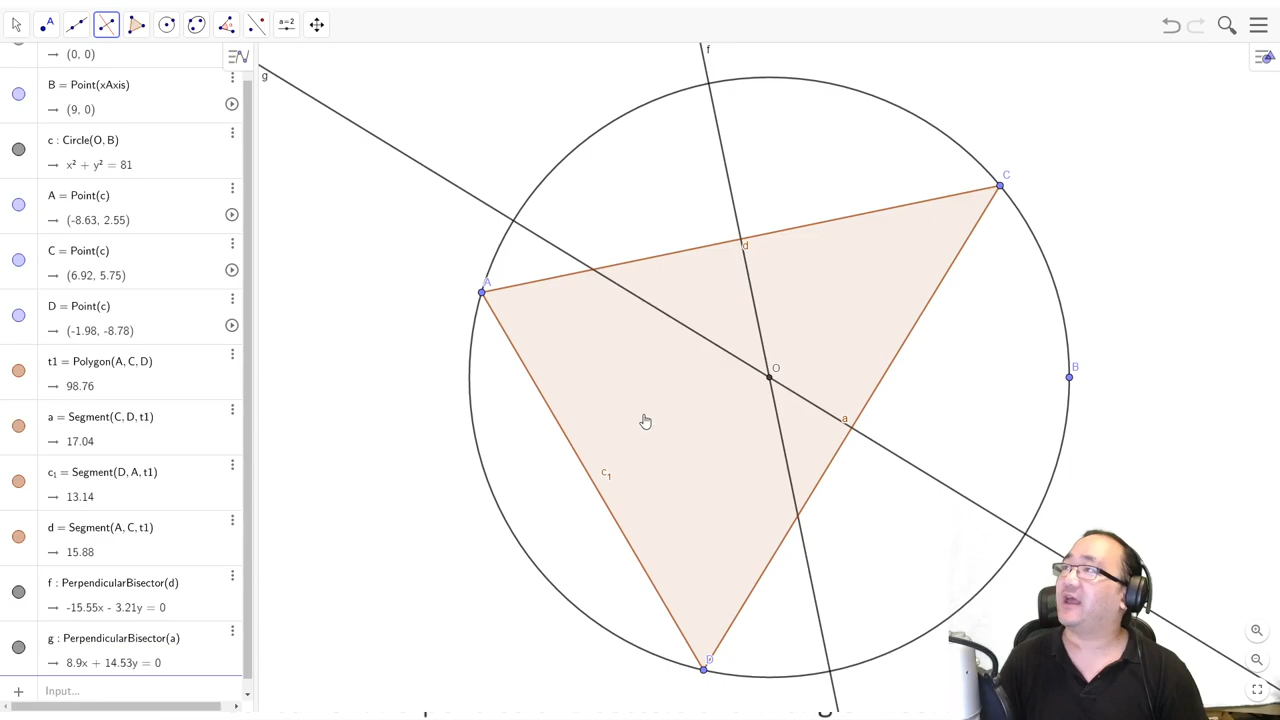 a=2
→ (0, 0)
B = Point(xAxis)
→ (9, 0)
c : Circle(O, B)
→ x² + y² = 81
A = Point(c)
→ (-8.63, 2.55)
C = Point(c)
→ (6.92, 5.75)
D = Point(c)
→ (-1.98, -8.78)
t1 = Polygon(A, C, D)
→ 98.76
a = Segment(C, D, t1)
→ 17.04
c₁ = Segment(D, A, t1)
→ 13.14
d = Segment(A, C, t1)
→ 15.88
f : PerpendicularBisector(d)
→ -15.55x - 3.21y = 0
g : PerpendicularBisector(a)
→ 8.9x + 14.53y = 0
Input...
f
g
C
d
A
O
B
a
c₁
D